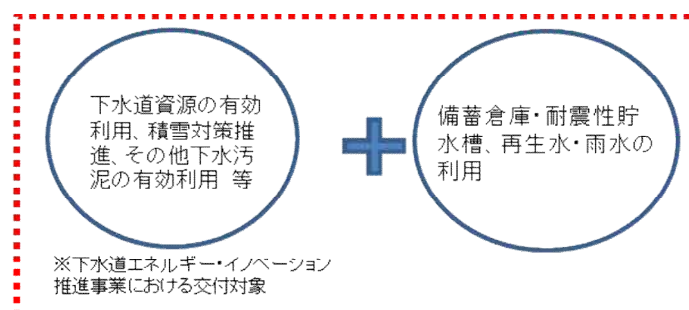 下水道資源の有効
利用、積雪対策推
進、その他下水汚
泥の有効利用 等
備蓄倉庫・耐震性貯
水槽、再生水・雨水の
利用
※下水道エネルギー・イノベーション
推進事業における交付対象